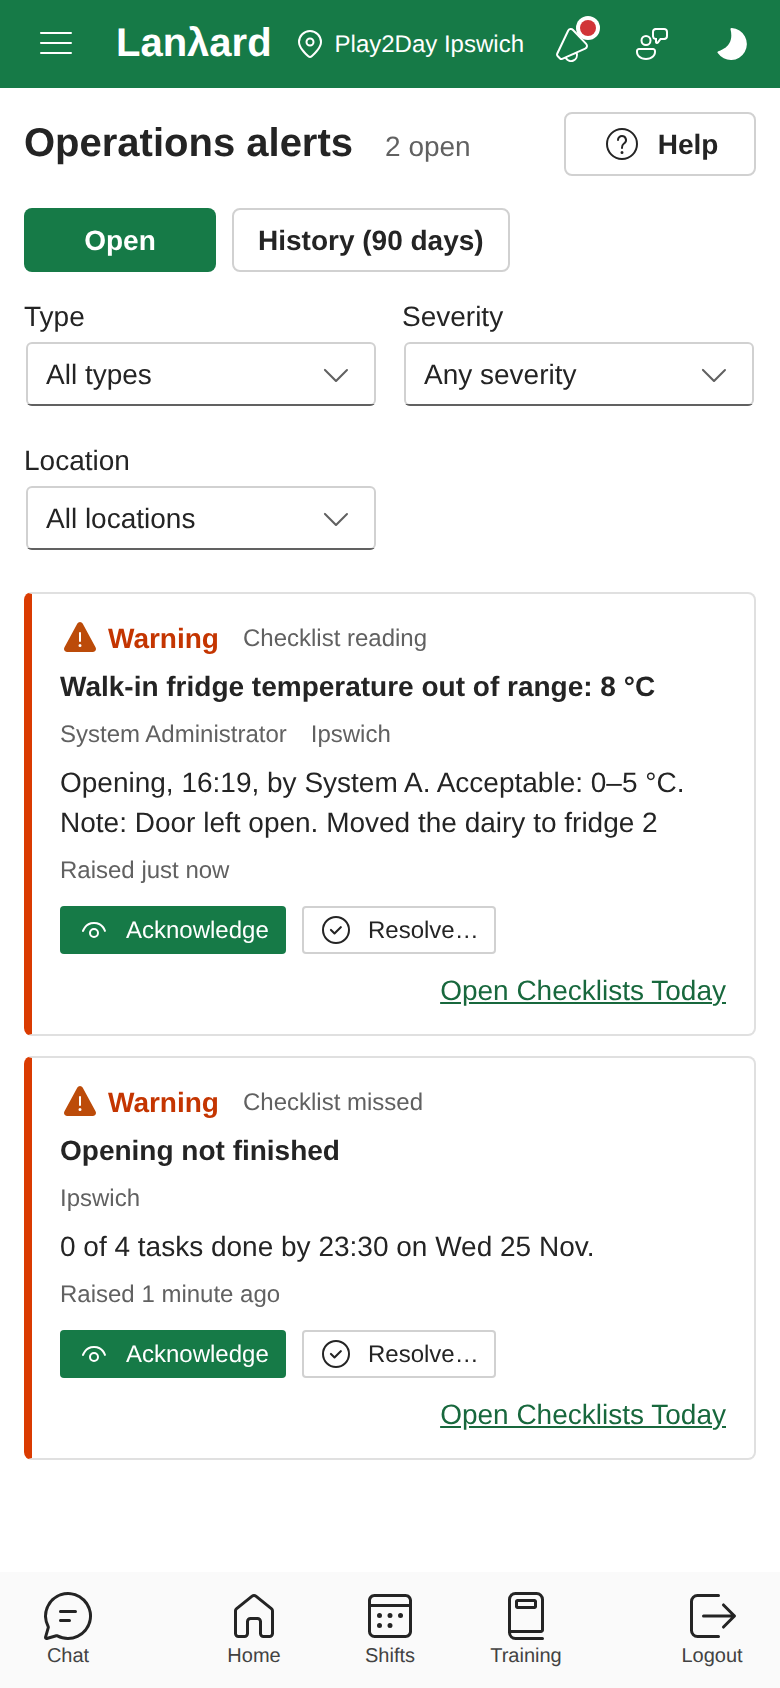 Lanλard
Play2Day Ipswich
Operations alerts
2 open
Help
Open
History (90 days)
Type
Severity
All types
Any severity
Location
All locations
Warning
Checklist reading
Walk-in fridge temperature out of range: 8 °C
System Administrator Ipswich
Opening, 16:19, by System A. Acceptable: 0–5 °C.
Note: Door left open. Moved the dairy to fridge 2
Raised just now
Acknowledge
Resolve…
Open Checklists Today
Warning
Checklist missed
Opening not finished
Ipswich
0 of 4 tasks done by 23:30 on Wed 25 Nov.
Raised 1 minute ago
Acknowledge
Resolve…
Open Checklists Today
Chat
Home
Shifts
Training
Logout